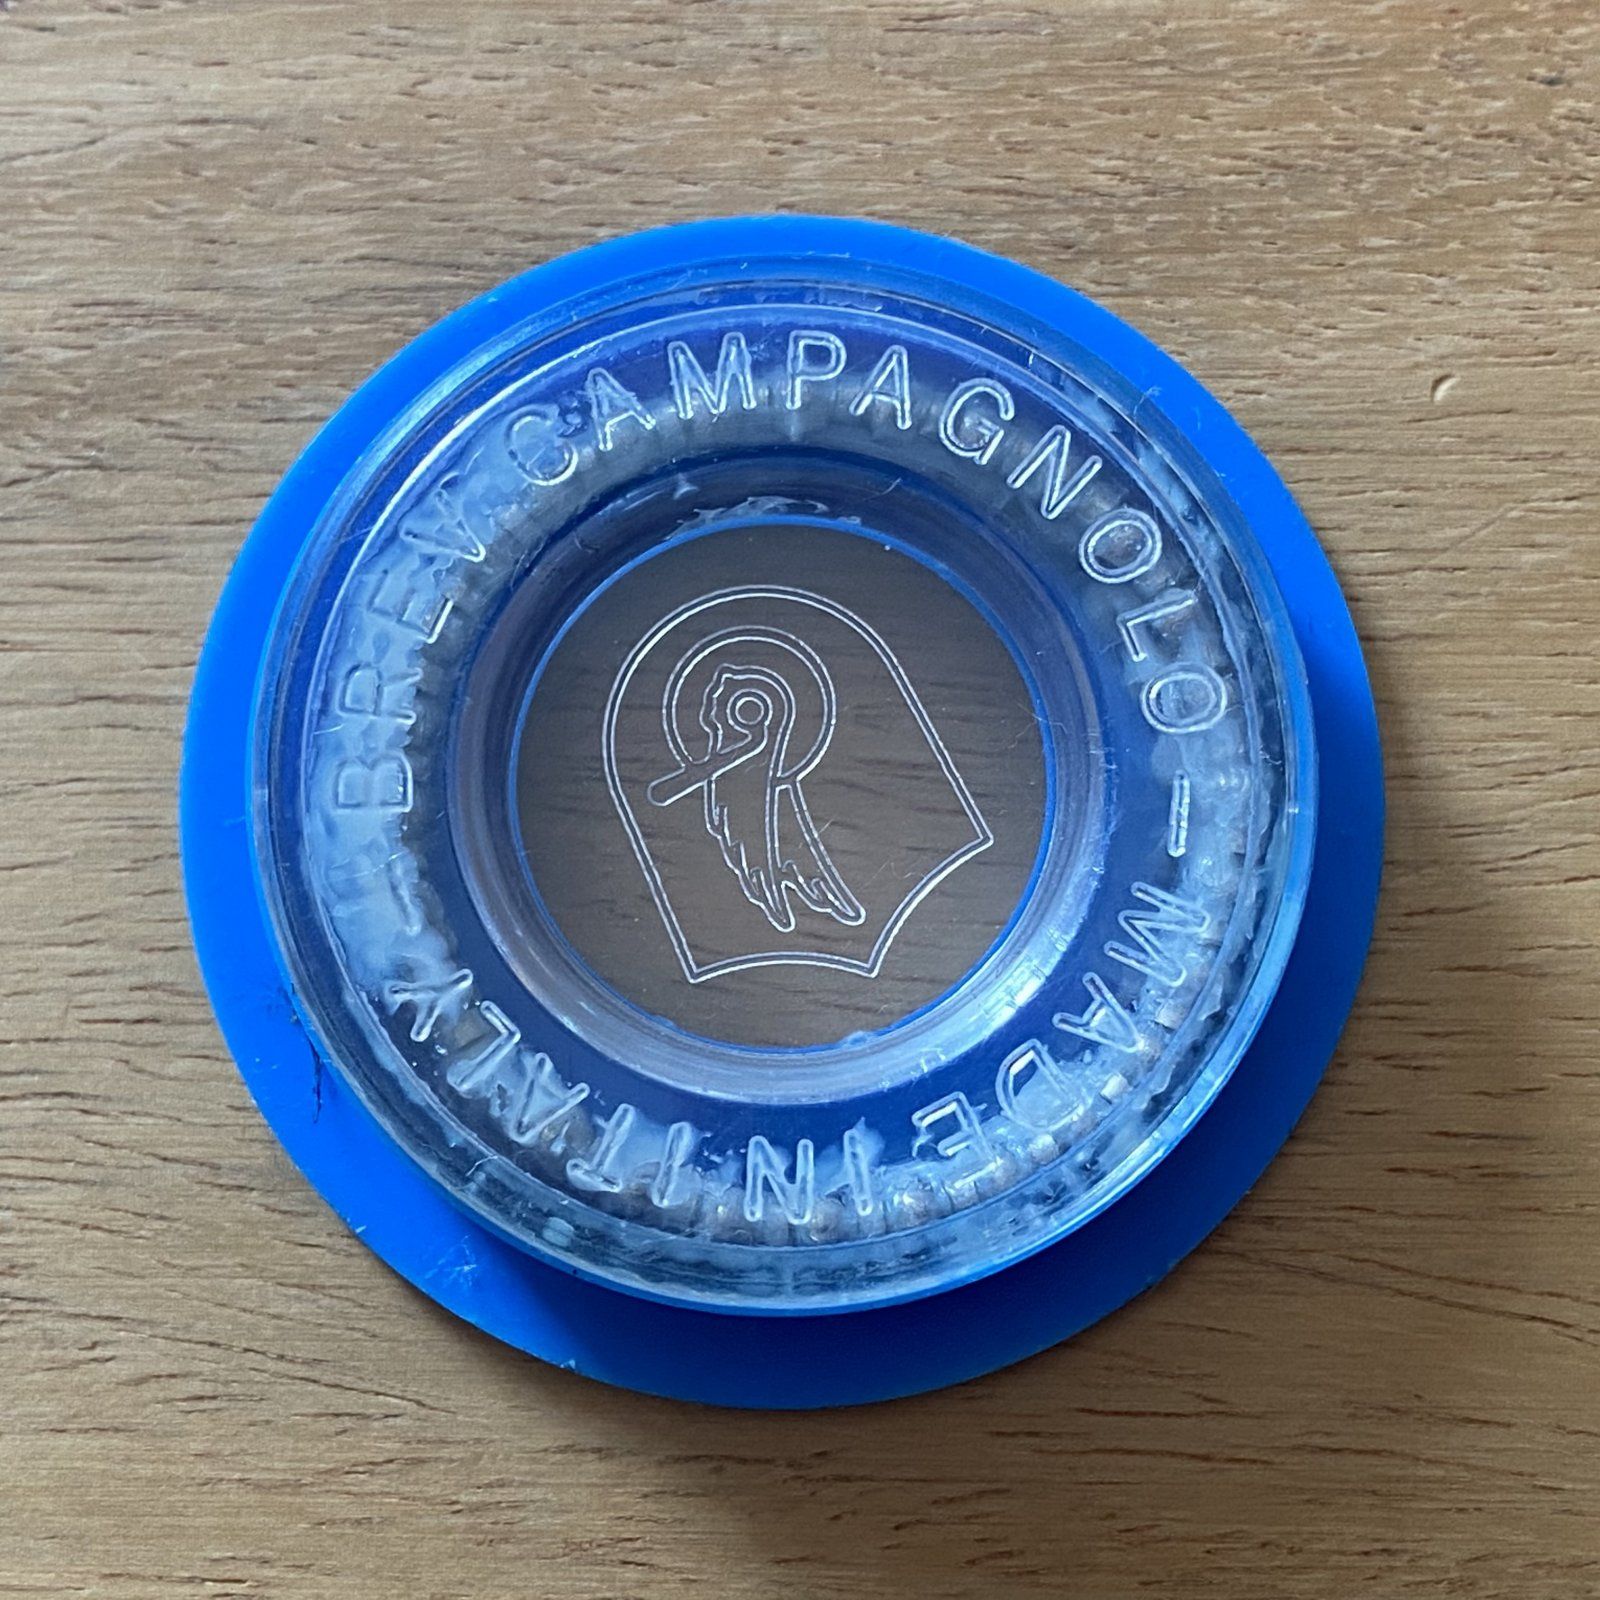 BREV CAMPAGNOLO – MADE IN ITALY –